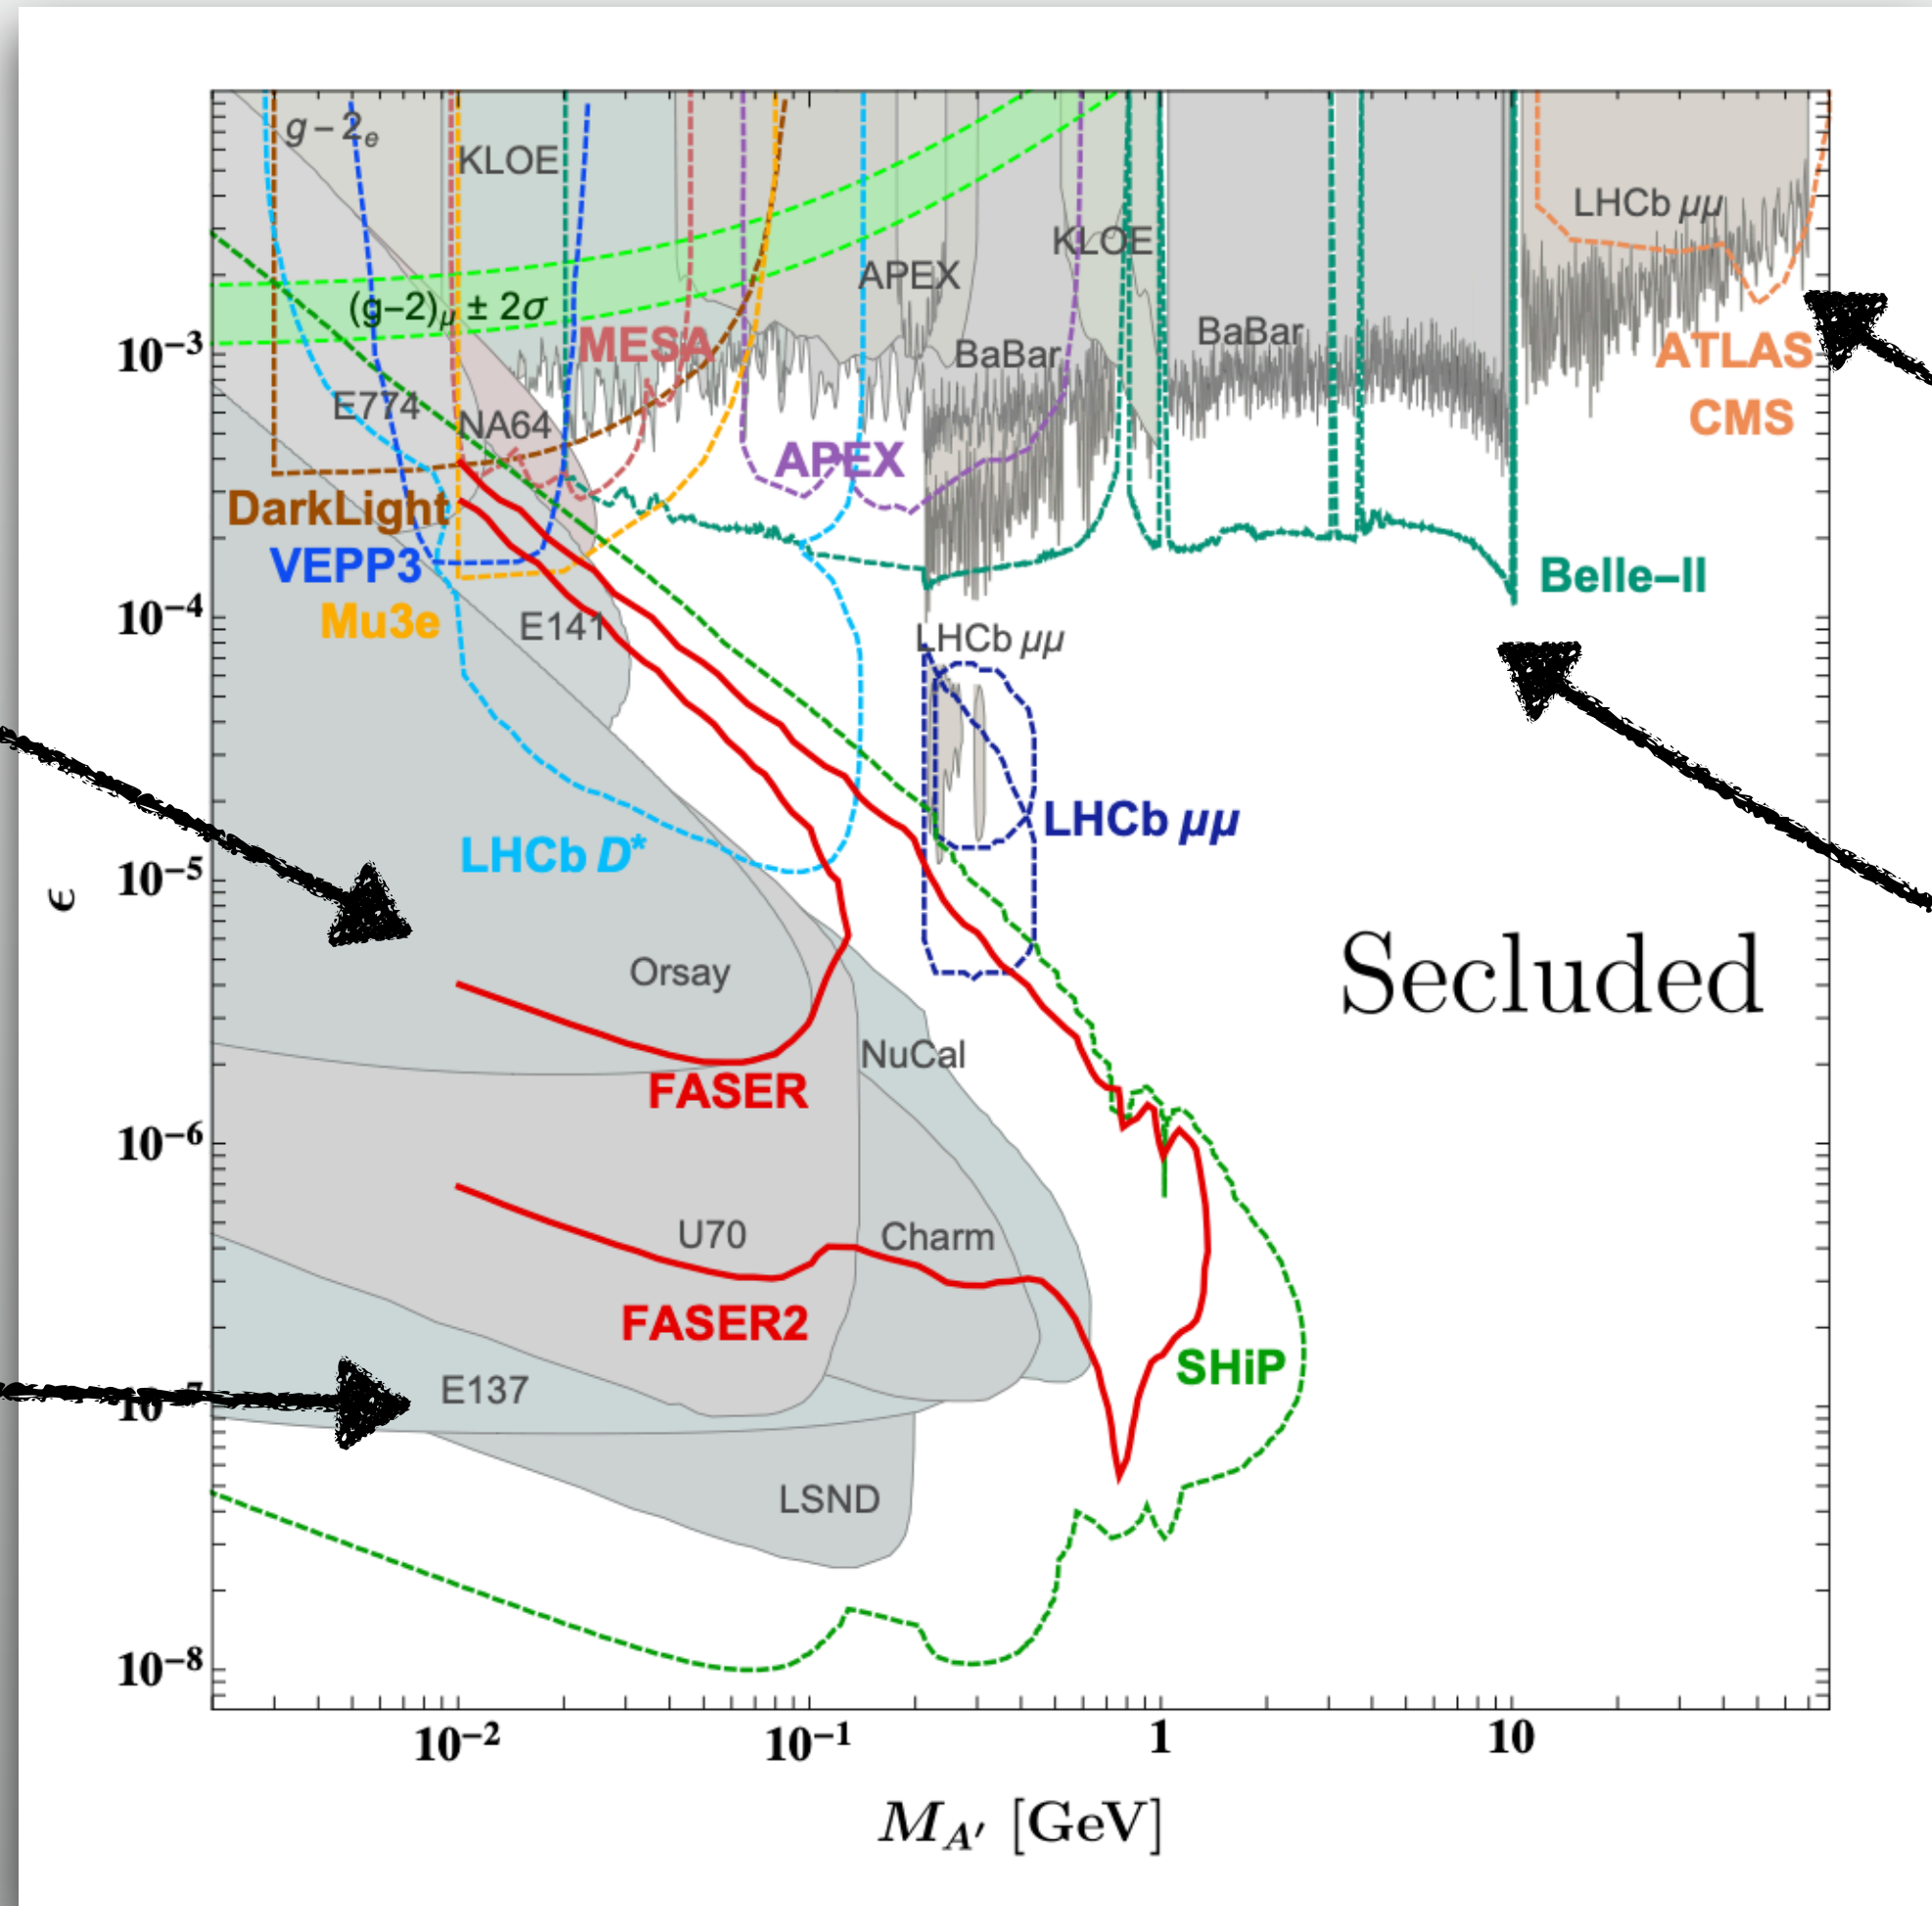 g−2e
KLOE
LHCb μμ
KLOE
APEX
(g−2)μ ± 2σ
BaBar
MESA
BaBar
ATLAS
10−3
CMS
E774
NA64
APEX
DarkLight
VEPP3
Belle−II
10−4
Mu3e
E141
LHCb μμ
LHCb μμ
LHCb D*
10−5
ϵ
Secluded
Orsay
NuCal
FASER
10−6
U70
Charm
FASER2
SHiP
E137
10−7
LSND
10−8
10−2
10−1
1
10
MA′ [GeV]